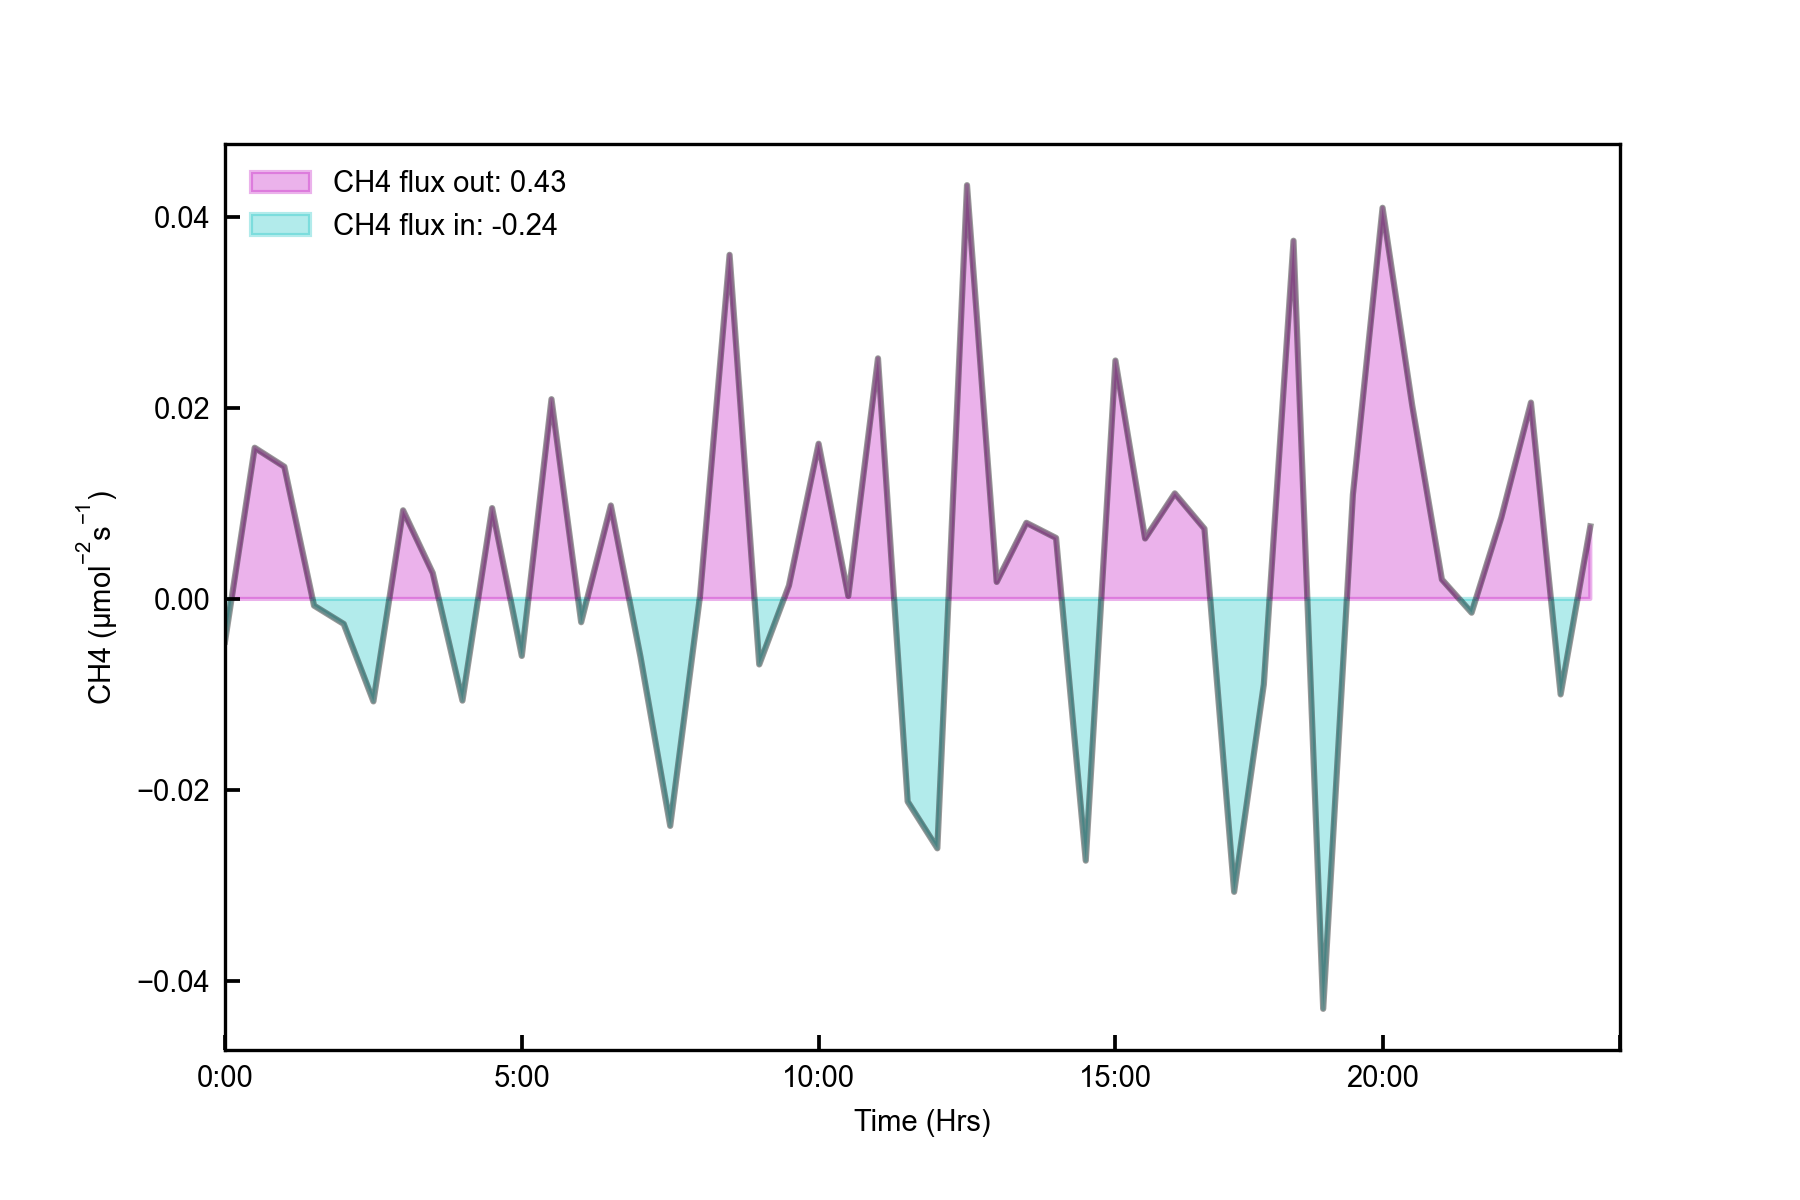 CH4 flux out: 0.43
CH4 flux in: -0.24
0.04
0.02
0.00
−0.02
−0.04
CH4 (µmol⁻² s⁻¹)
0:00 5:00 10:00 15:00 20:00
Time (Hrs)